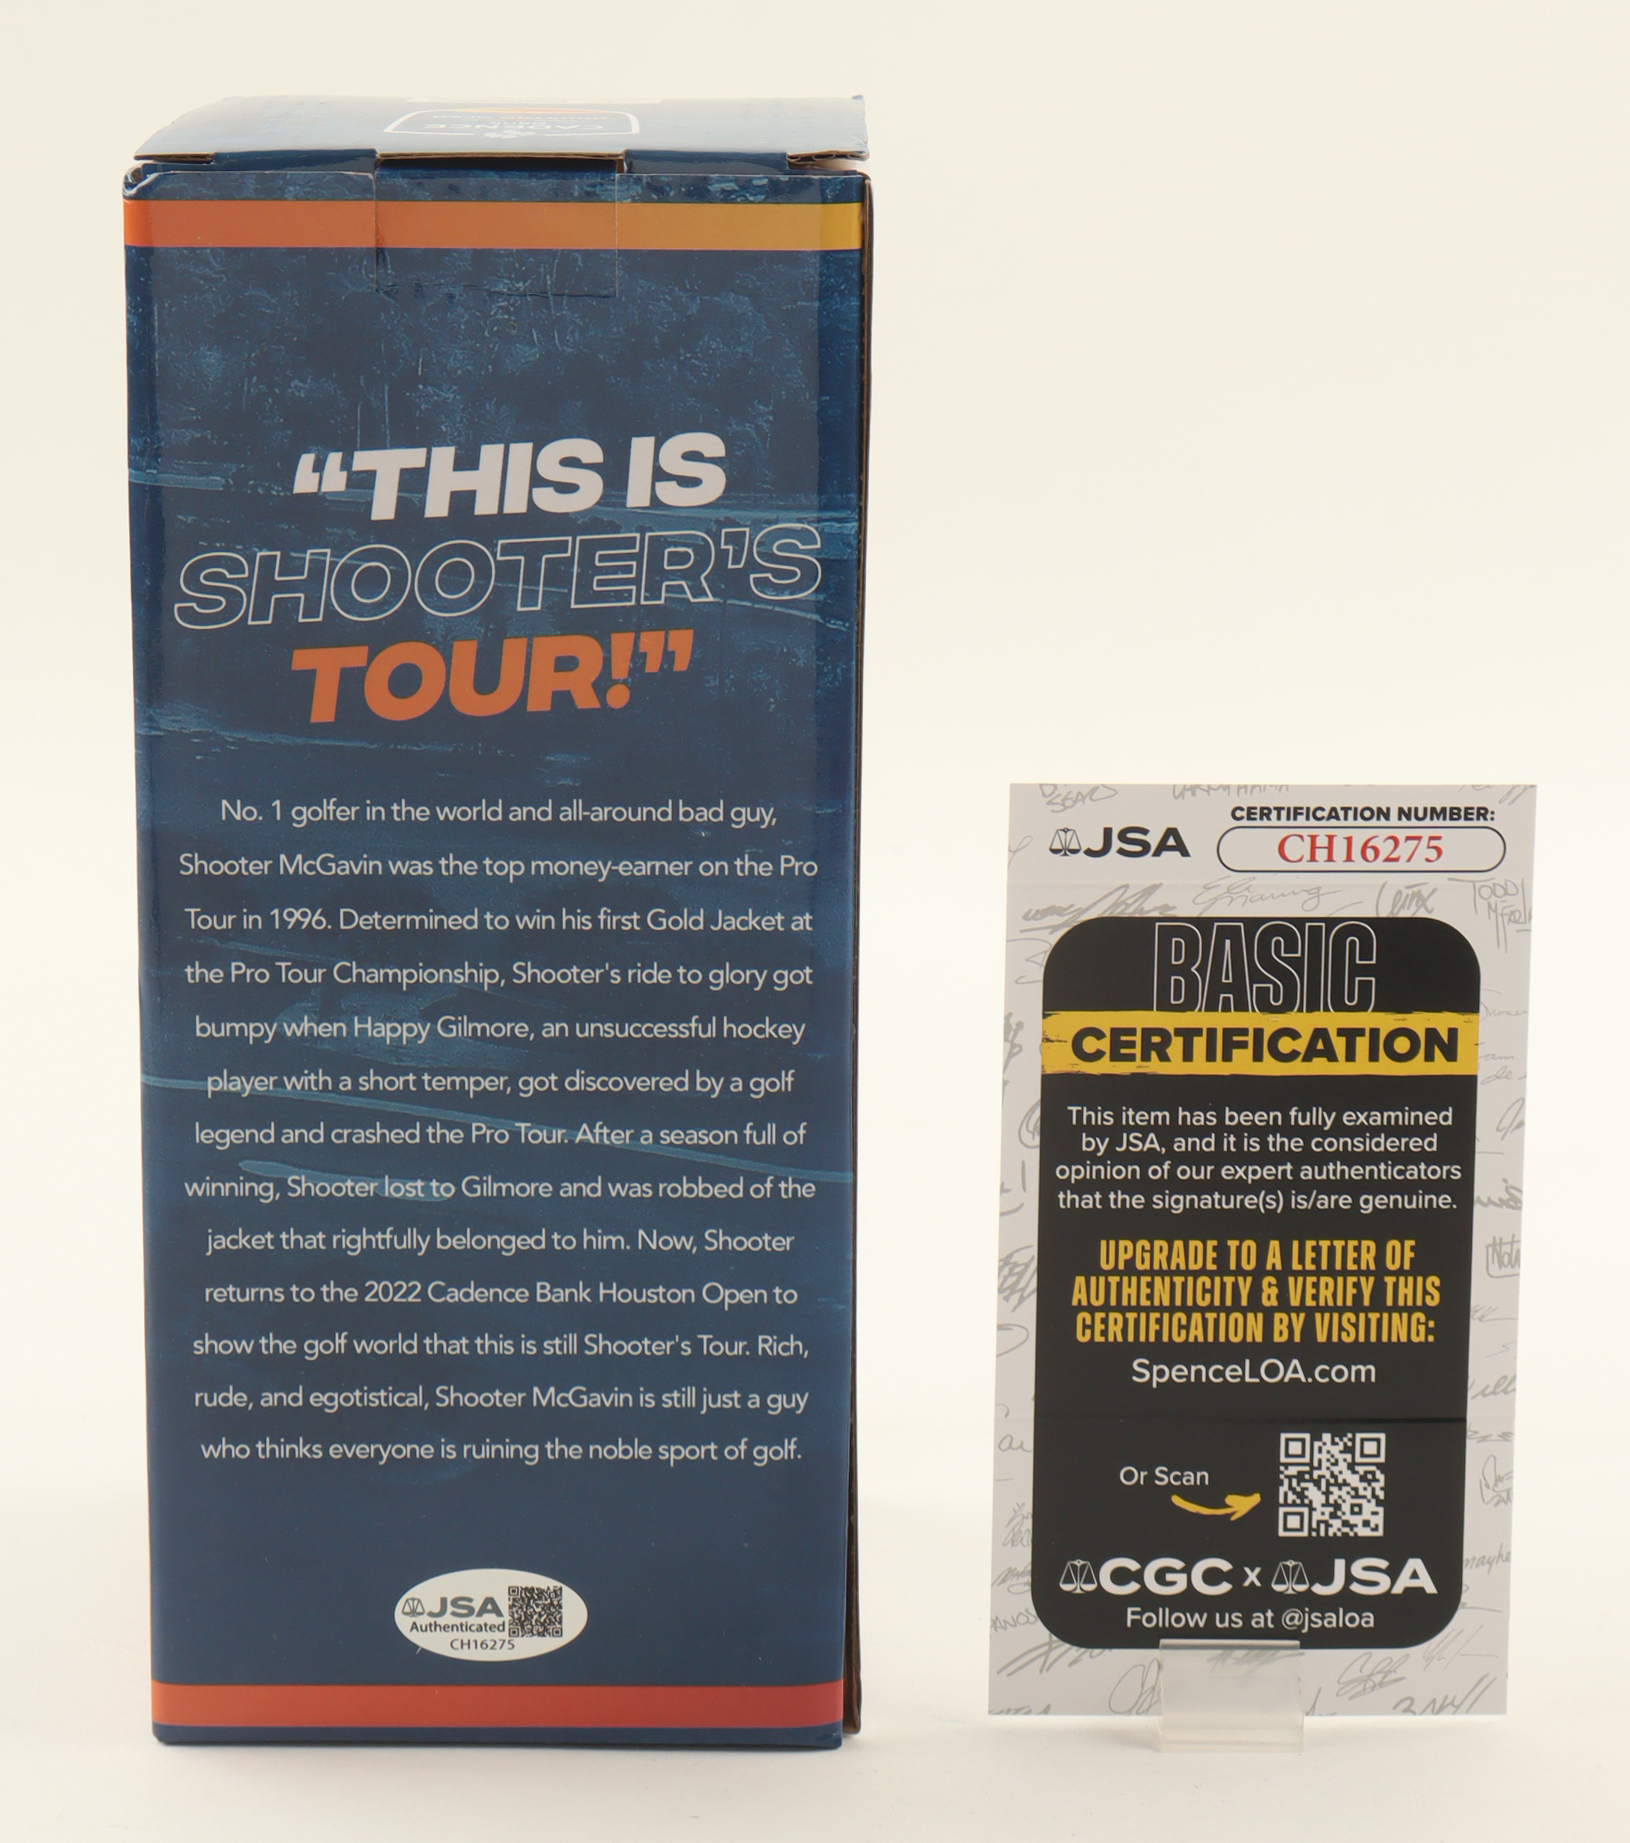 CADENCE
"THIS IS
SHOOTER'S
TOUR!"
No. 1 golfer in the world and all-around bad guy,
Shooter McGavin was the top money-earner on the Pro
Tour in 1996. Determined to win his first Gold Jacket at
the Pro Tour Championship, Shooter's ride to glory got
bumpy when Happy Gilmore, an unsuccessful hockey
player with a short temper, got discovered by a golf
legend and crashed the Pro Tour. After a season full of
winning, Shooter lost to Gilmore and was robbed of the
jacket that rightfully belonged to him. Now, Shooter
returns to the 2022 Cadence Bank Houston Open to
show the golf world that this is still Shooter's Tour. Rich,
rude, and egotistical, Shooter McGavin is still just a guy
who thinks everyone is ruining the noble sport of golf.
JSA
Authenticated
CH16275
JSA
CERTIFICATION NUMBER:
CH16275
BASIC
CERTIFICATION
This item has been fully examined
by JSA, and it is the considered
opinion of our expert authenticators
that the signature(s) is/are genuine.
UPGRADE TO A LETTER OF
AUTHENTICITY & VERIFY THIS
CERTIFICATION BY VISITING:
SpenceLOA.com
Or Scan
CGC x JSA
Follow us at @jsaloa